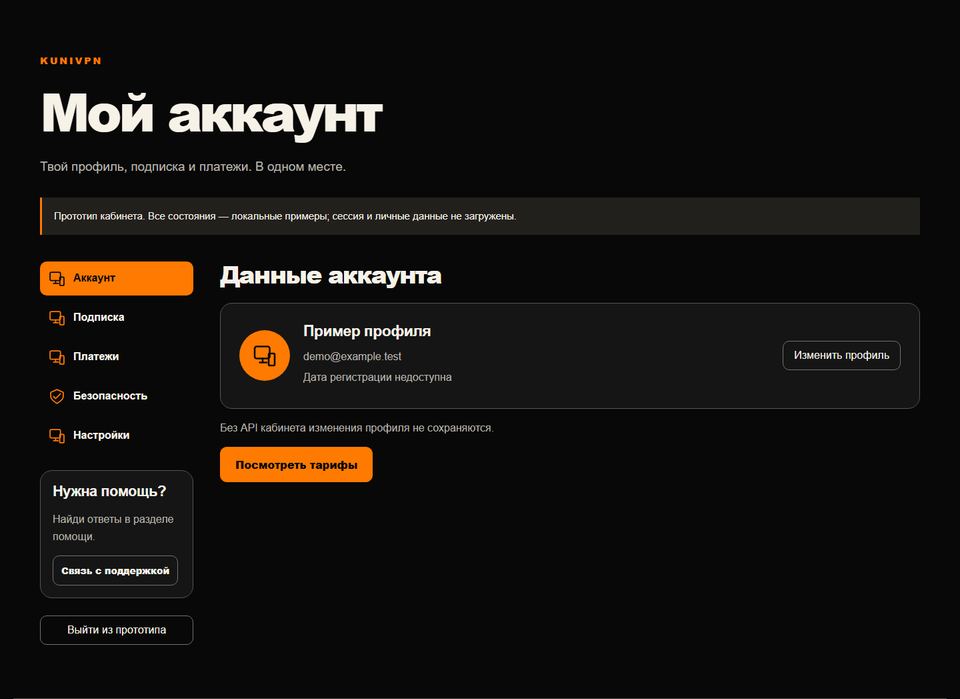 KUNIVPN
Мой аккаунт
Твой профиль, подписка и платежи. В одном месте.
Прототип кабинета. Все состояния — локальные примеры; сессия и личные данные не загружены.
Аккаунт
Подписка
Платежи
Безопасность
Настройки
Нужна помощь?
Найди ответы в разделе
помощи.
Связь с поддержкой
Выйти из прототипа
Данные аккаунта
Пример профиля
demo@example.test
Дата регистрации недоступна
Изменить профиль
Без API кабинета изменения профиля не сохраняются.
Посмотреть тарифы